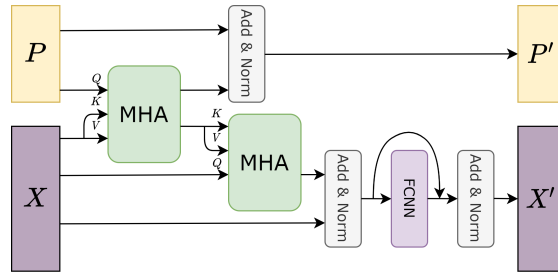 P
Q
K
V
MHA
Add & Norm
P′
X
K
V
Q
MHA
Add & Norm
FCNN
Add & Norm
X′